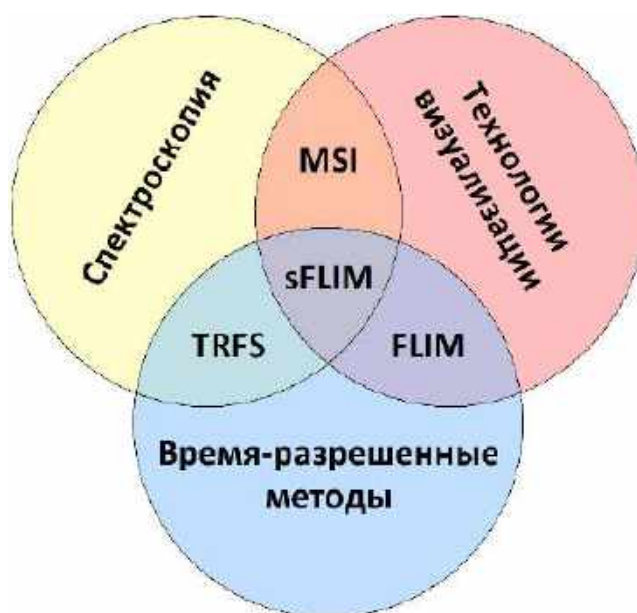 Спектроскопия
Технологии
визуализации
MSI
sFLIM
TRFS
FLIM
Время-разрешенные
методы